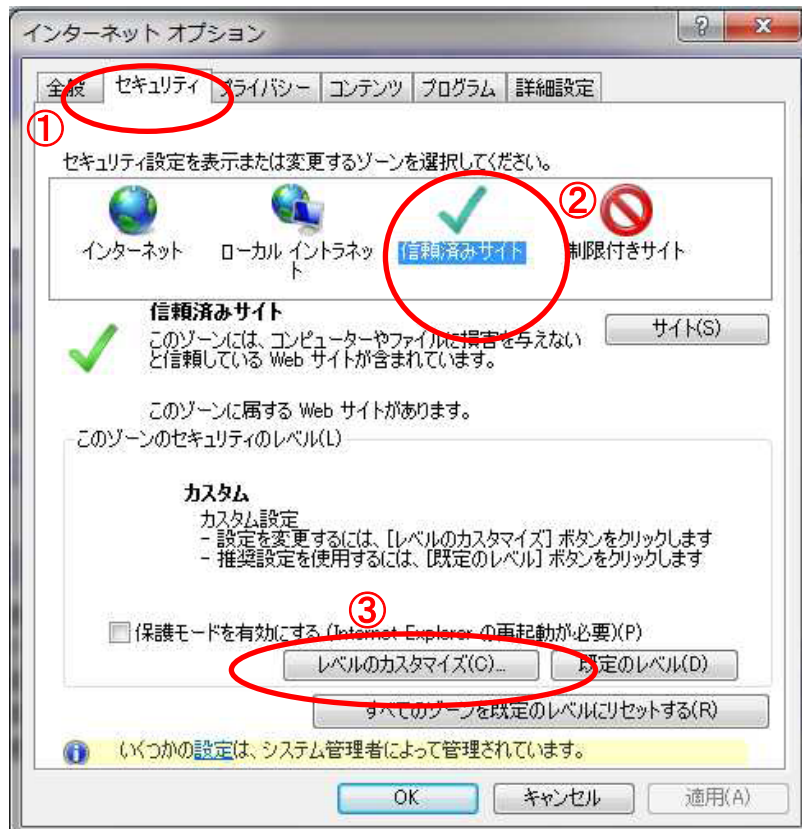 インターネット オプション
全般 セキュリティ プライバシー コンテンツ プログラム 詳細設定
①
セキュリティ設定を表示または変更するゾーンを選択してください。
②
インターネット
ローカル イントラネッ
ト
信頼済みサイト
制限付きサイト
信頼済みサイト
サイト(S)
このゾーンには、コンピューターやファイルに損害を与えない
と信頼している Web サイトが含まれています。
このゾーンに属する Web サイトがあります。
このゾーンのセキュリティのレベル(L)
カスタム
カスタム設定
- 設定を変更するには、[レベルのカスタマイズ] ボタンをクリックします
- 推奨設定を使用するには、[既定のレベル] ボタンをクリックします
③
保護モードを有効にする (Internet Explorer の再起動が必要)(P)
レベルのカスタマイズ(C)... 既定のレベル(D)
すべてのゾーンを既定のレベルにリセットする(R)
いくつかの設定は、システム管理者によって管理されています。
OK キャンセル 適用(A)